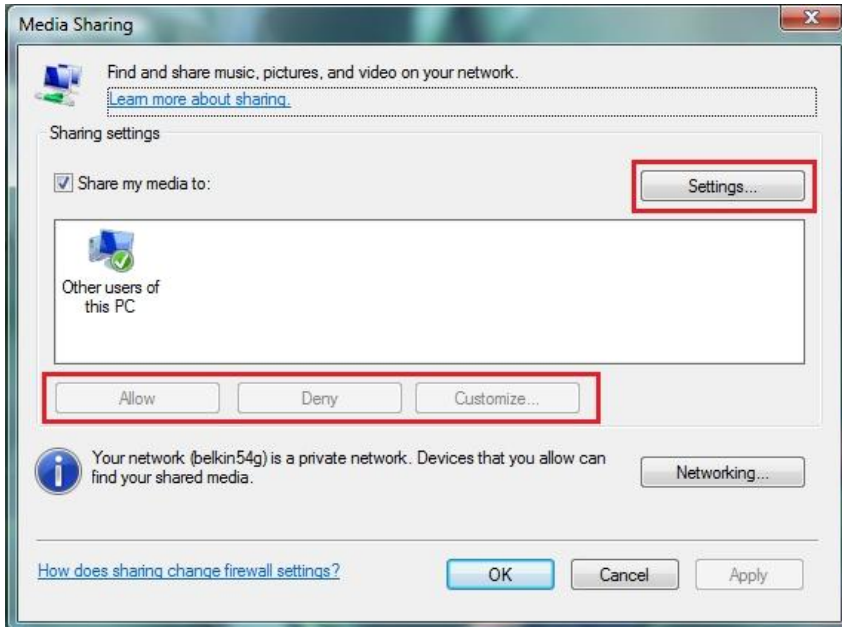 Media Sharing
Find and share music, pictures, and video on your network.
Learn more about sharing.
Sharing settings
Share my media to:
Settings...
Other users of
this PC
Allow
Deny
Customize...
Your network (belkin54g) is a private network. Devices that you allow can
find your shared media.
Networking...
How does sharing change firewall settings?
OK
Cancel
Apply